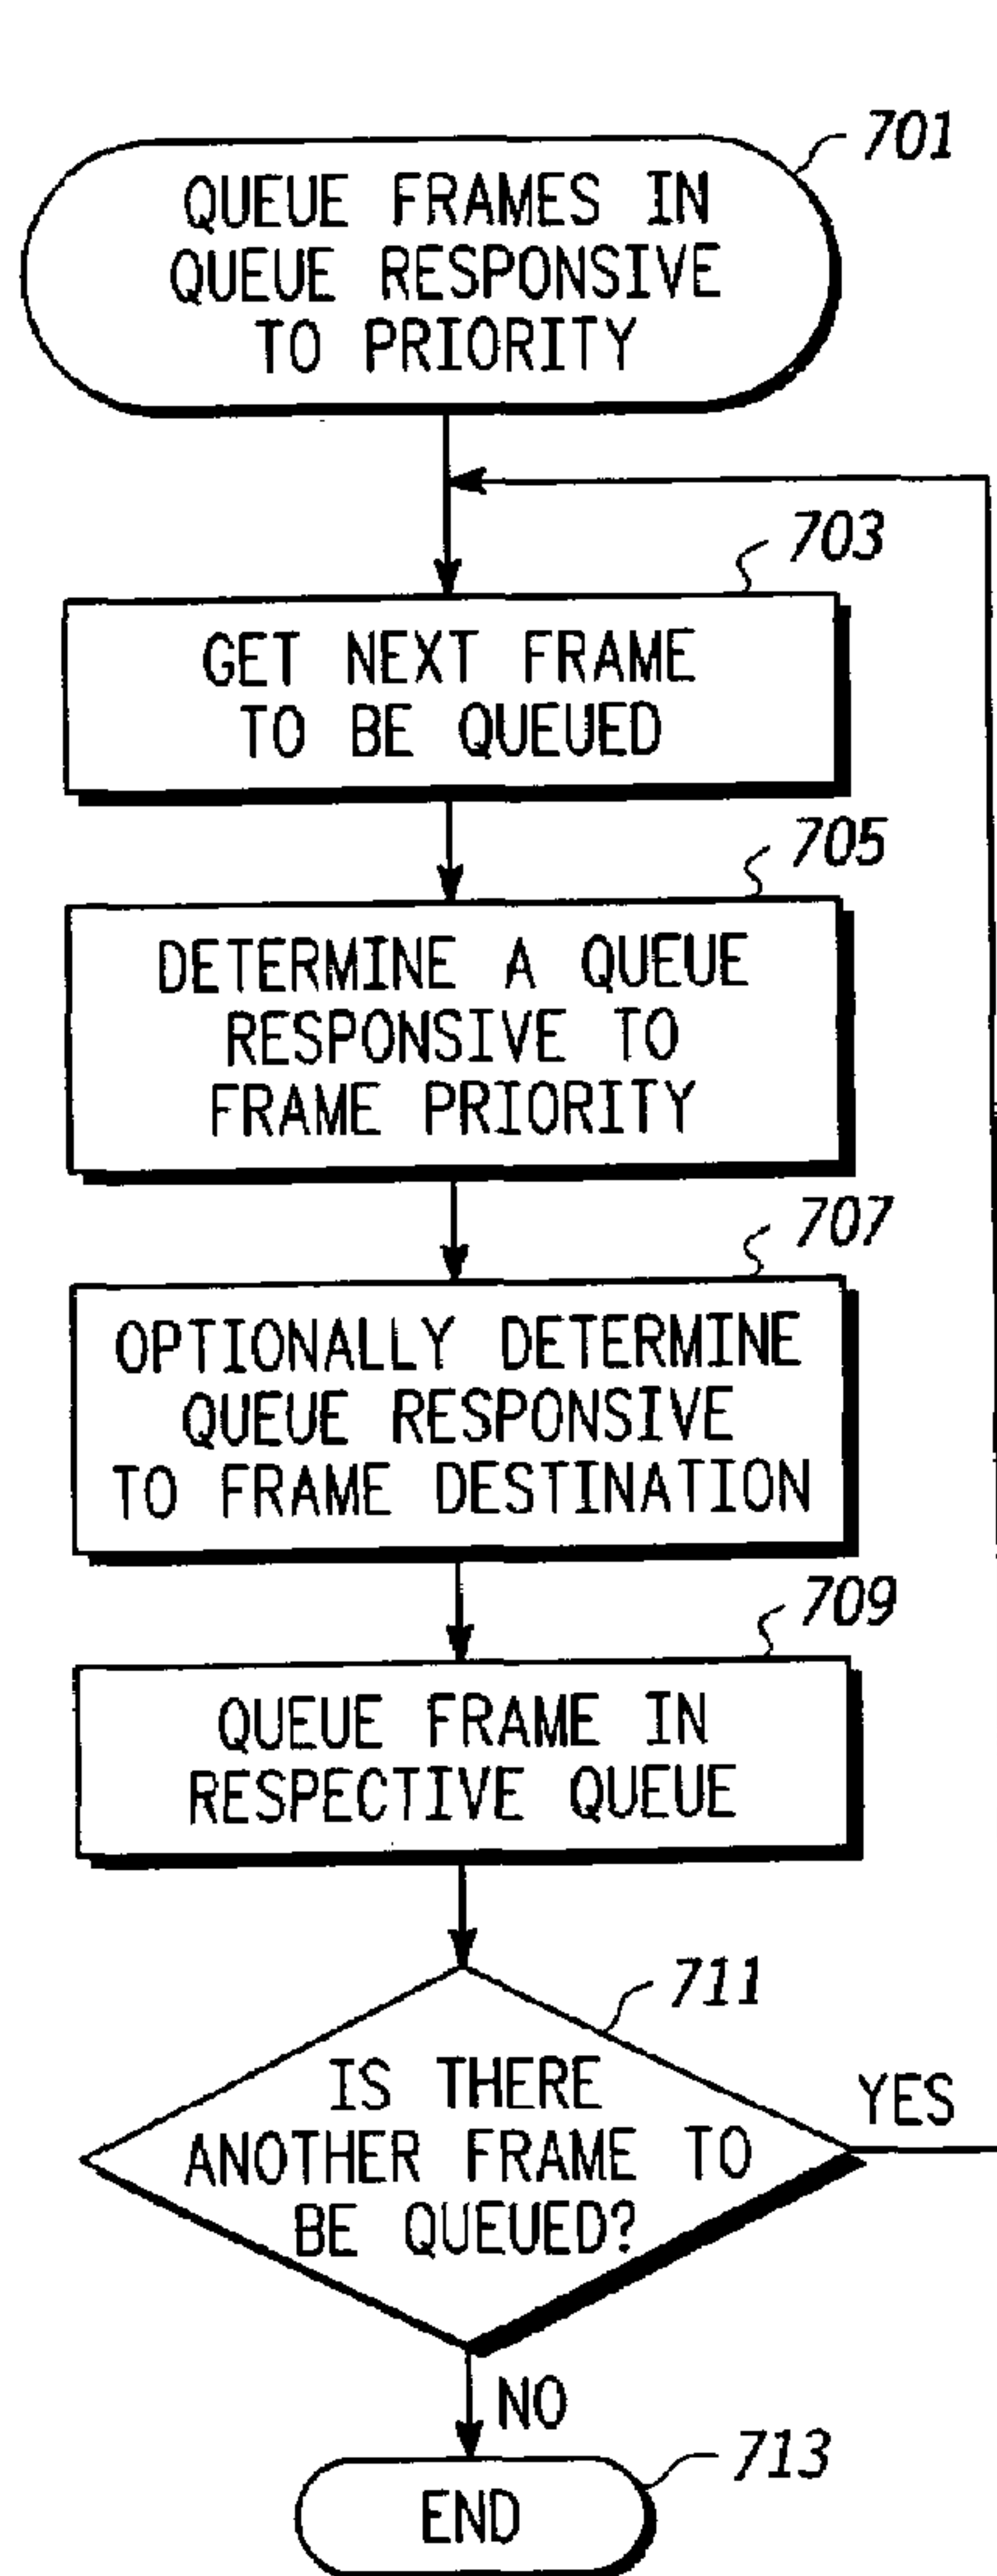 701
QUEUE FRAMES IN
QUEUE RESPONSIVE
TO PRIORITY
703
GET NEXT FRAME
TO BE QUEUED
705
DETERMINE A QUEUE
RESPONSIVE TO
FRAME PRIORITY
707
OPTIONALLY DETERMINE
QUEUE RESPONSIVE
TO FRAME DESTINATION
709
QUEUE FRAME IN
RESPECTIVE QUEUE
711
IS THERE
ANOTHER FRAME TO
BE QUEUED?
YES
NO
713
END